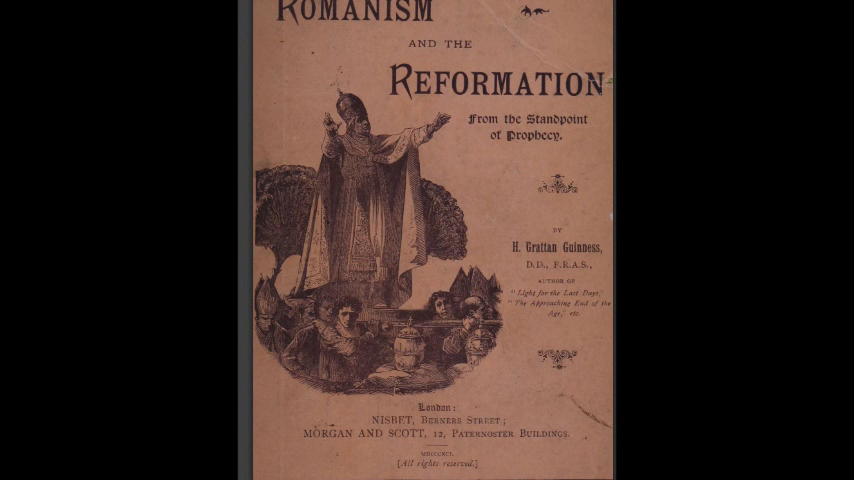 ROMANISM
AND THE
REFORMATION
From the Standpoint
of Prophecy.
BY
H. Grattan Guinness,
D.D., F.R.A.S.,
AUTHOR OF
"Light for the Last Days,"
"The Approaching End of the
Age," etc.
London:
NISBET, BERNERS STREET;
MORGAN AND SCOTT, 12, PATERNOSTER BUILDINGS.
MDCCCXCI.
[All rights reserved.]